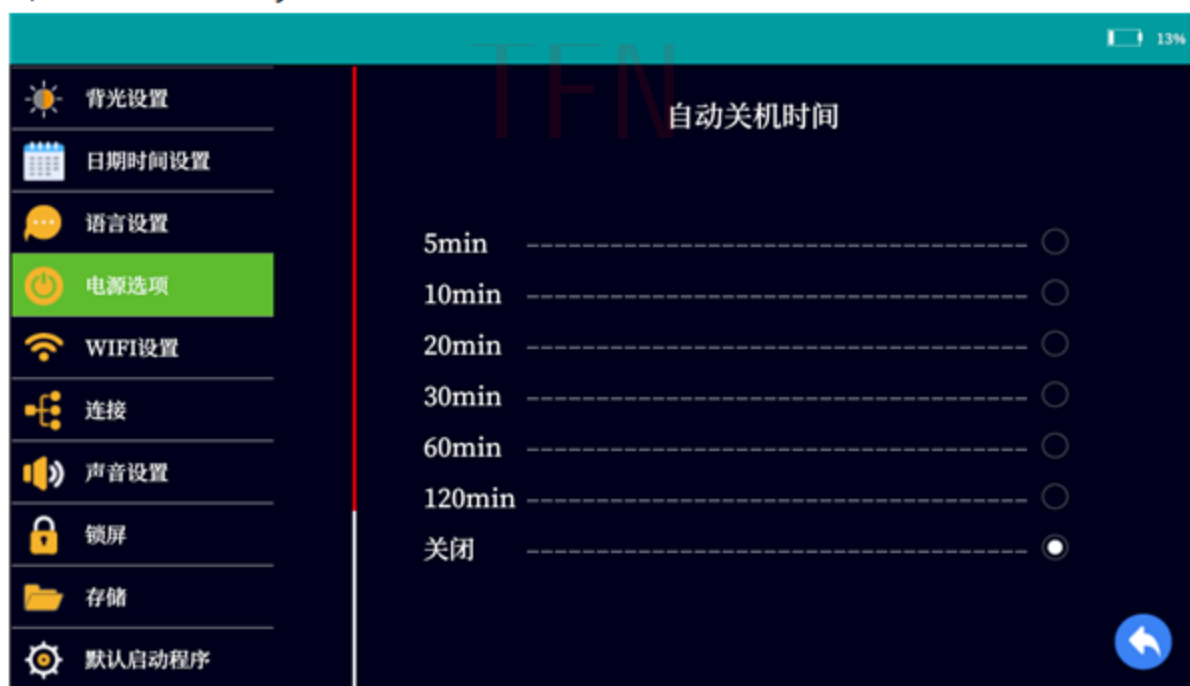 13%
TFN
背光设置
日期时间设置
语言设置
电源选项
WIFI设置
连接
声音设置
锁屏
存储
默认启动程序
自动关机时间
5min
10min
20min
30min
60min
120min
关闭